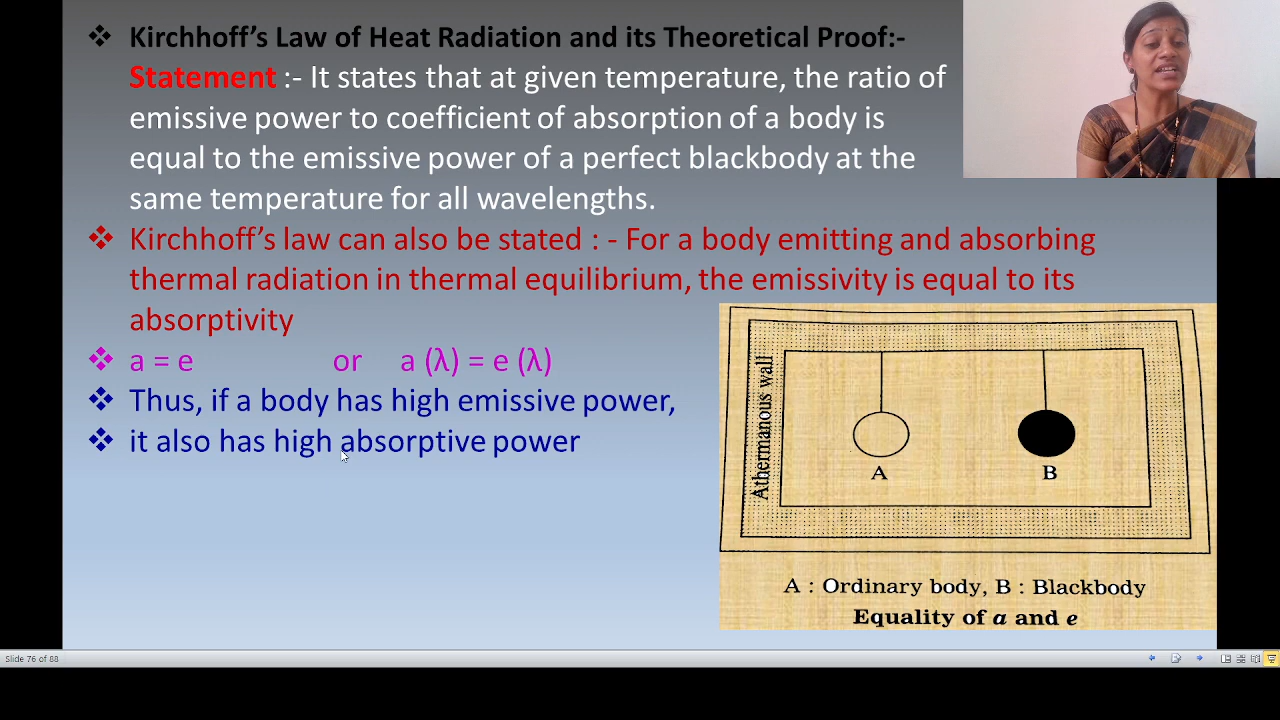 ❖ Kirchhoff's Law of Heat Radiation and its Theoretical Proof:-
Statement :- It states that at given temperature, the ratio of
emissive power to coefficient of absorption of a body is
equal to the emissive power of a perfect blackbody at the
same temperature for all wavelengths.
❖ Kirchhoff's law can also be stated : - For a body emitting and absorbing
thermal radiation in thermal equilibrium, the emissivity is equal to its
absorptivity
❖ a = e or a (λ) = e (λ)
❖ Thus, if a body has high emissive power,
❖ it also has high absorptive power
Athermanous wall
A B
A : Ordinary body, B : Blackbody
Equality of a and e
Slide 76 of 88